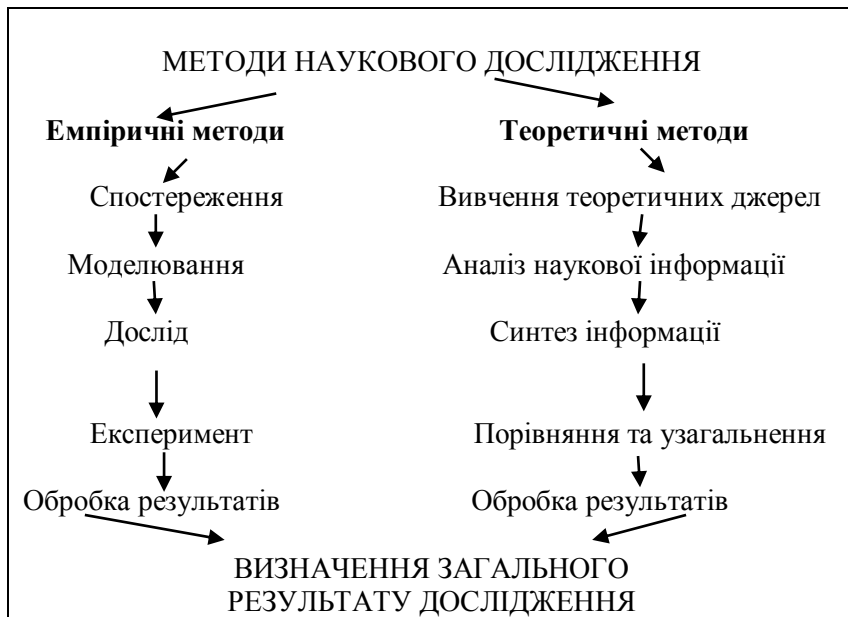 МЕТОДИ НАУКОВОГО ДОСЛІДЖЕННЯ
Емпіричні методи
Спостереження
Моделювання
Дослід
Експеримент
Обробка результатів
Теоретичні методи
Вивчення теоретичних джерел
Аналіз наукової інформації
Синтез інформації
Порівняння та узагальнення
Обробка результатів
ВИЗНАЧЕННЯ ЗАГАЛЬНОГО
РЕЗУЛЬТАТУ ДОСЛІДЖЕННЯ